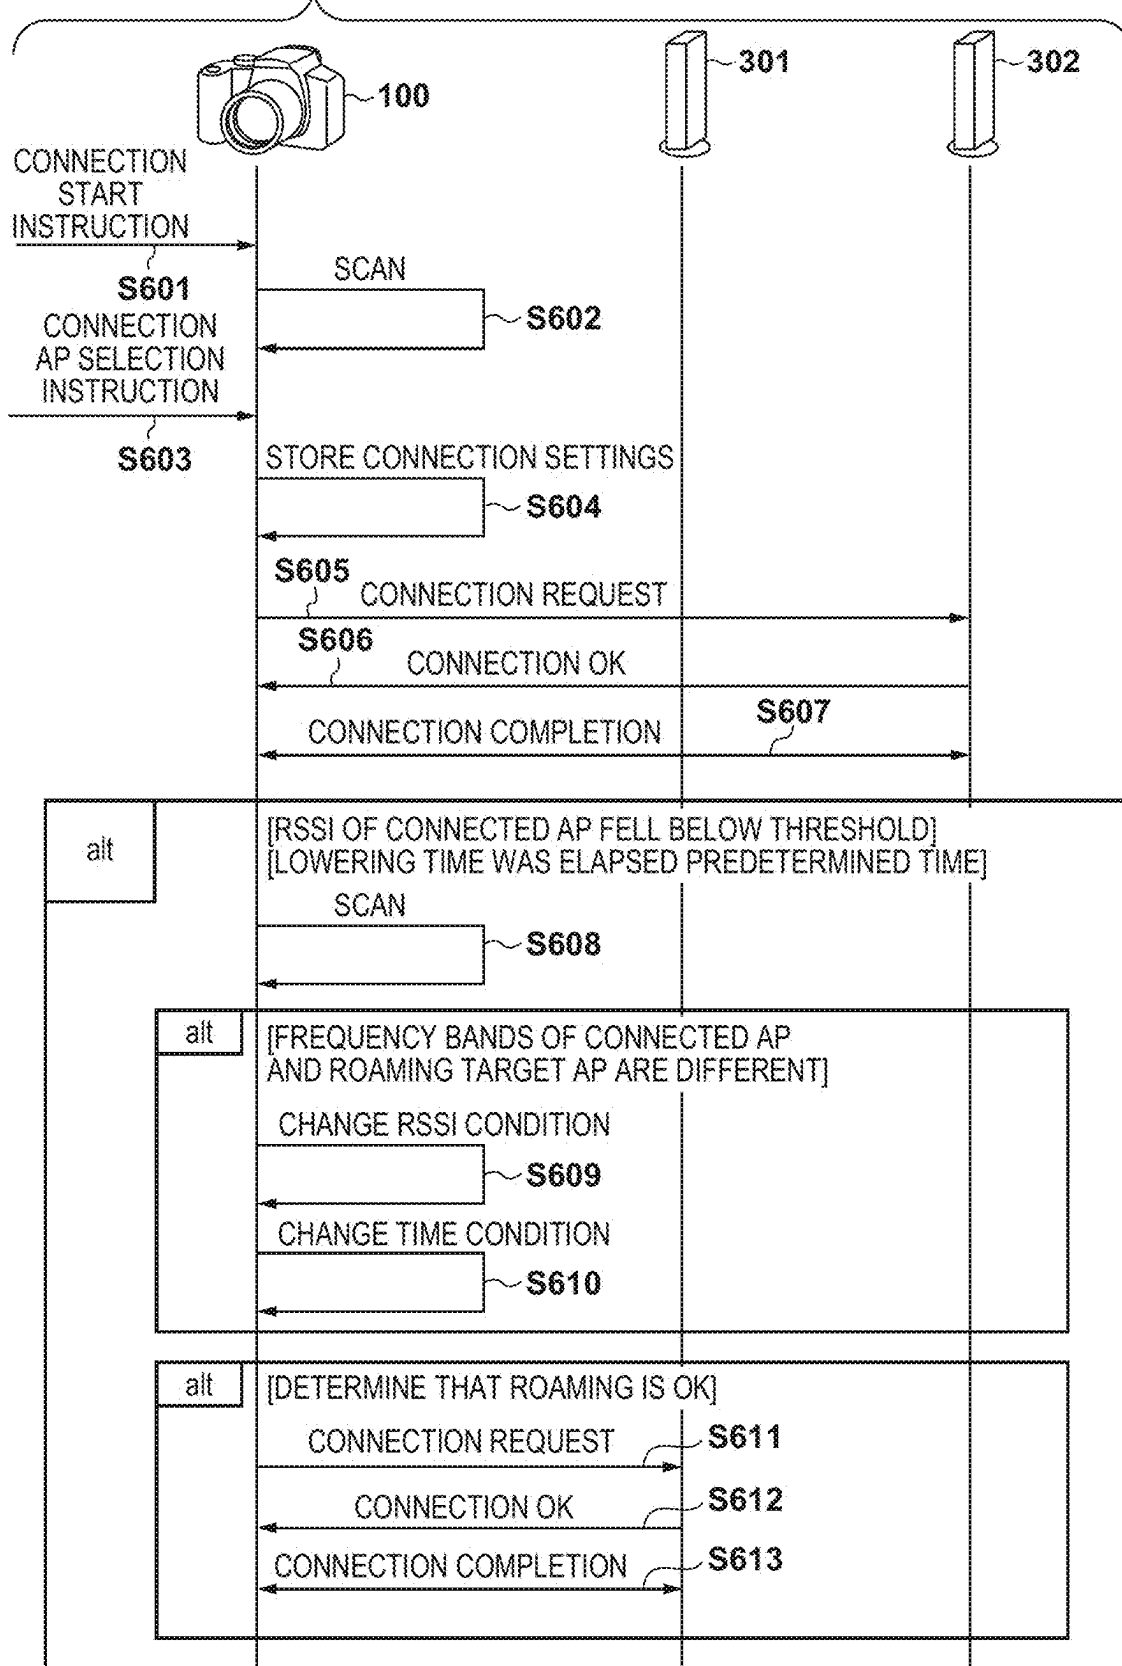 100
301
302
CONNECTION
START
INSTRUCTION
S601
SCAN
S602
CONNECTION
AP SELECTION
INSTRUCTION
S603
STORE CONNECTION SETTINGS
S604
S605
CONNECTION REQUEST
S606
CONNECTION OK
S607
CONNECTION COMPLETION
alt
[RSSI OF CONNECTED AP FELL BELOW THRESHOLD]
[LOWERING TIME WAS ELAPSED PREDETERMINED TIME]
SCAN
S608
alt
[FREQUENCY BANDS OF CONNECTED AP
AND ROAMING TARGET AP ARE DIFFERENT]
CHANGE RSSI CONDITION
S609
CHANGE TIME CONDITION
S610
alt
[DETERMINE THAT ROAMING IS OK]
CONNECTION REQUEST
S611
CONNECTION OK
S612
CONNECTION COMPLETION
S613